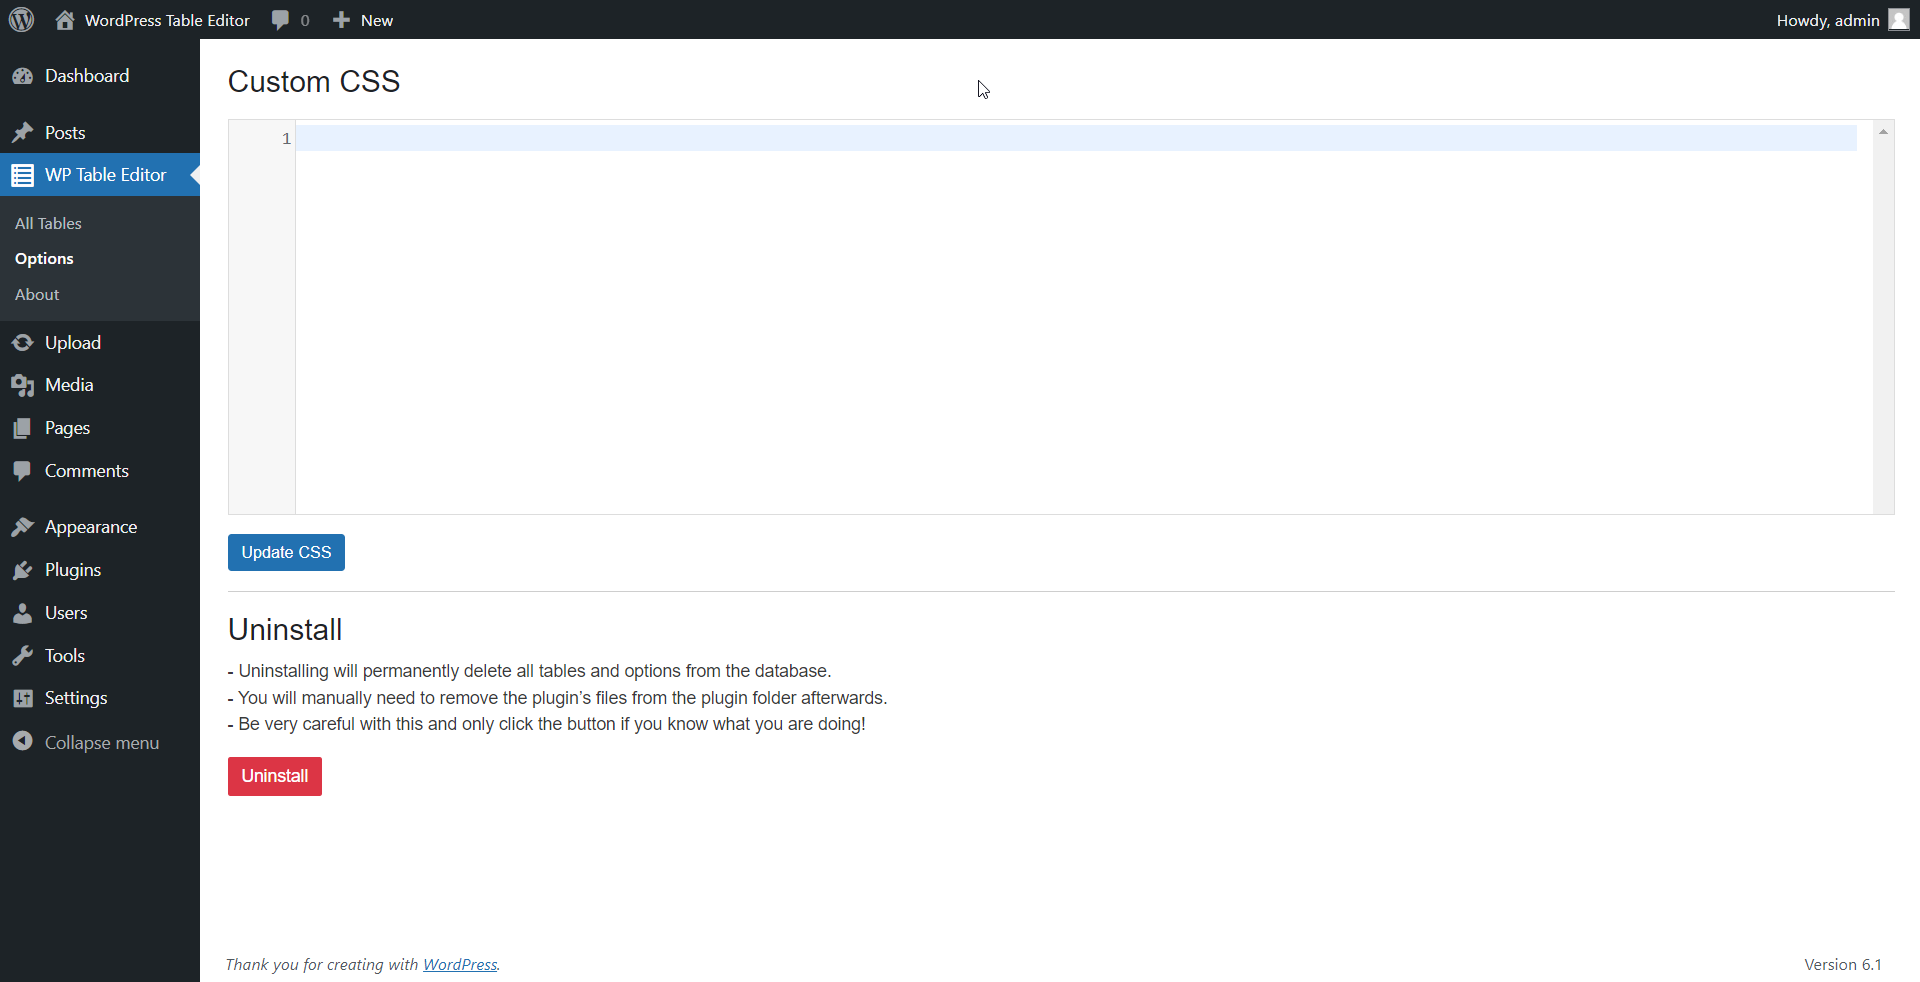 WordPress Table Editor 0 New Howdy, admin
Dashboard
Posts
WP Table Editor
All Tables
Options
About
Upload
Media
Pages
Comments
Appearance
Plugins
Users
Tools
Settings
Collapse menu
Custom CSS
1
Update CSS
Uninstall
- Uninstalling will permanently delete all tables and options from the database.
- You will manually need to remove the plugin’s files from the plugin folder afterwards.
- Be very careful with this and only click the button if you know what you are doing!
Uninstall
Thank you for creating with WordPress. Version 6.1